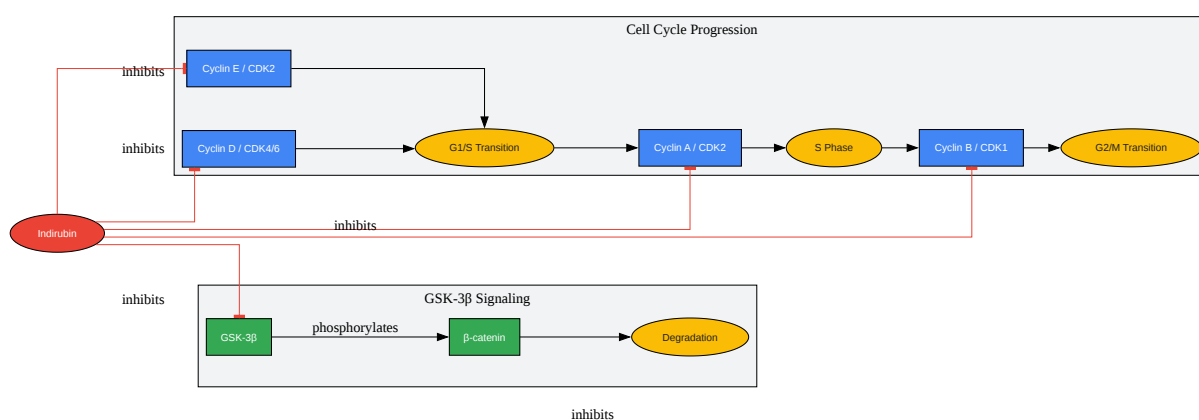 Cell Cycle Progression
inhibits
Cyclin E / CDK2
inhibits
Cyclin D / CDK4/6
G1/S Transition
Cyclin A / CDK2
S Phase
Cyclin B / CDK1
G2/M Transition
Indirubin
inhibits
inhibits
GSK-3β Signaling
GSK-3β
phosphorylates
β-catenin
Degradation
inhibits